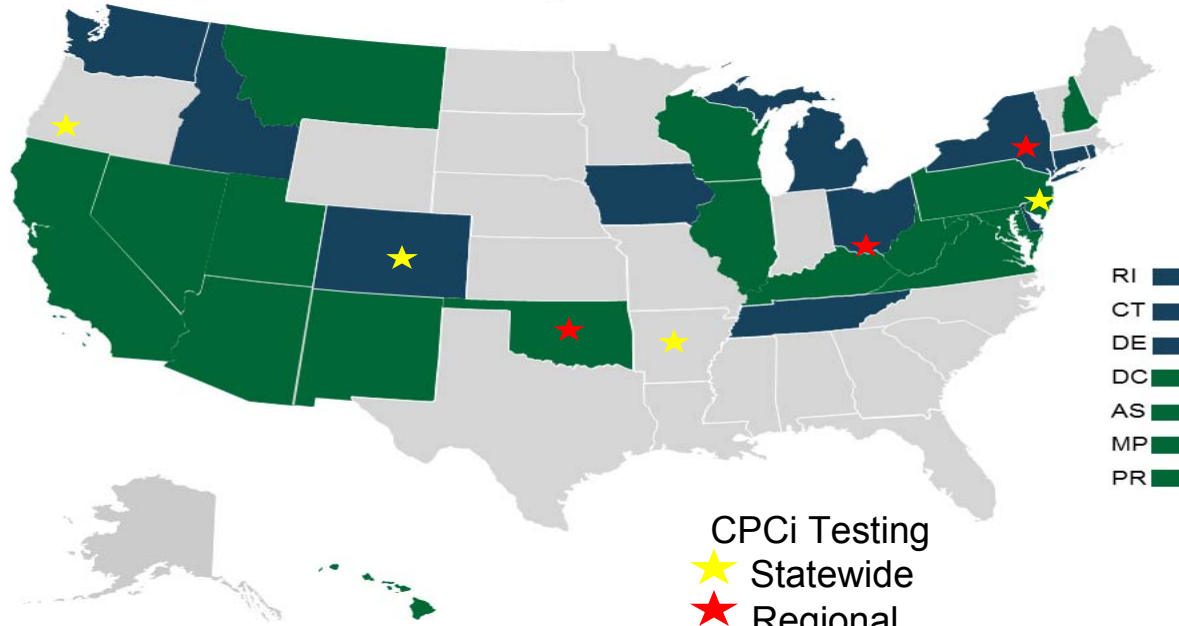 RI
CT
DE
DC
AS
MP
PR
CPCi Testing
Statewide
Regional